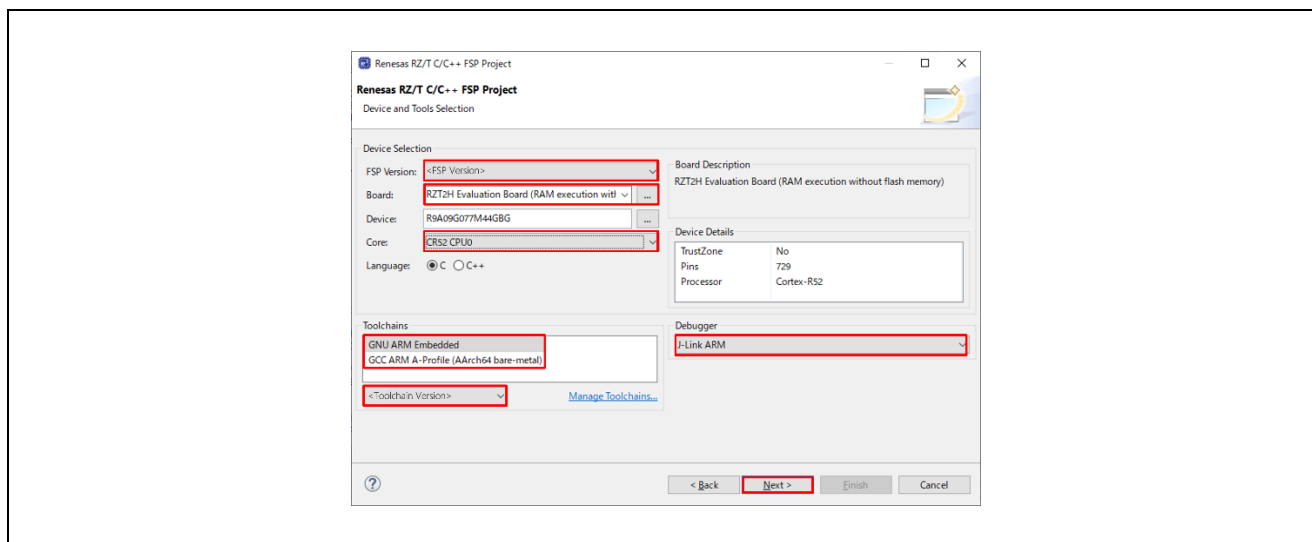 Renesas RZ/T C/C++ FSP Project
Renesas RZ/T C/C++ FSP Project
Device and Tools Selection
Device Selection
FSP Version: <FSP Version>
Board: RZT2H Evaluation Board (RAM execution with ...
Device: R9A09G077M44GBG ...
Core: CR52 CPU0
Language: C C++
Board Description
RZT2H Evaluation Board (RAM execution without flash memory)
Device Details
TrustZone No
Pins 729
Processor Cortex-R52
Toolchains
GNU ARM Embedded
GCC ARM A-Profile (AArch64 bare-metal)
<Toolchain Version> Manage Toolchains...
Debugger
J-Link ARM
? < Back Next > Finish Cancel